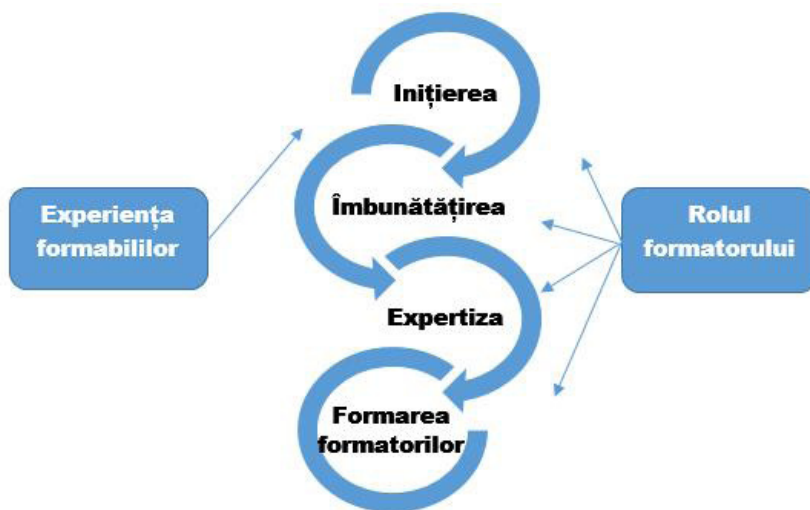 Inițierea
Îmbunătățirea
Experiența
formabililor
Rolul
formatorului
Expertiza
Formarea
formatorilor